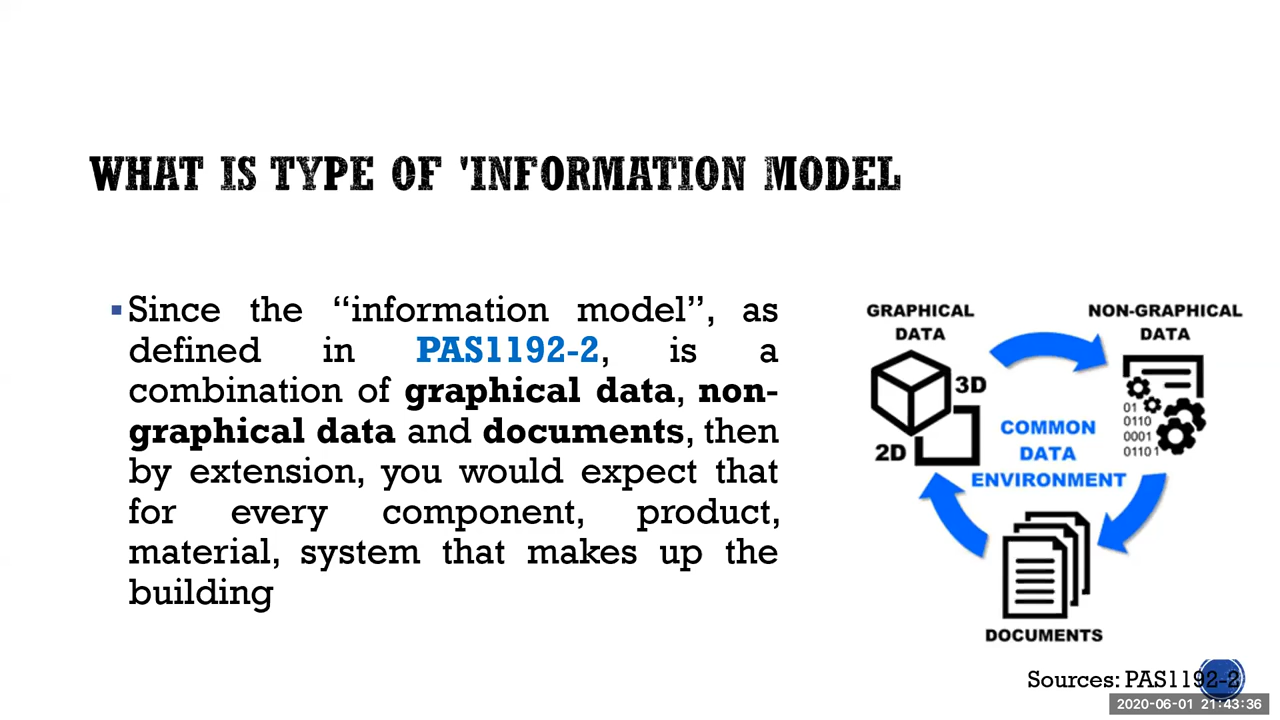 WHAT IS TYPE OF 'INFORMATION MODEL
Since the “information model”, as
defined in PAS1192-2, is a
combination of graphical data, non-
graphical data and documents, then
by extension, you would expect that
for every component, product,
material, system that makes up the
building
GRAPHICAL
DATA
NON-GRAPHICAL
DATA
3D
2D
01
0110
0001
01101
COMMON
DATA
ENVIRONMENT
DOCUMENTS
Sources: PAS1192-2
2020-06-01 21:43:36